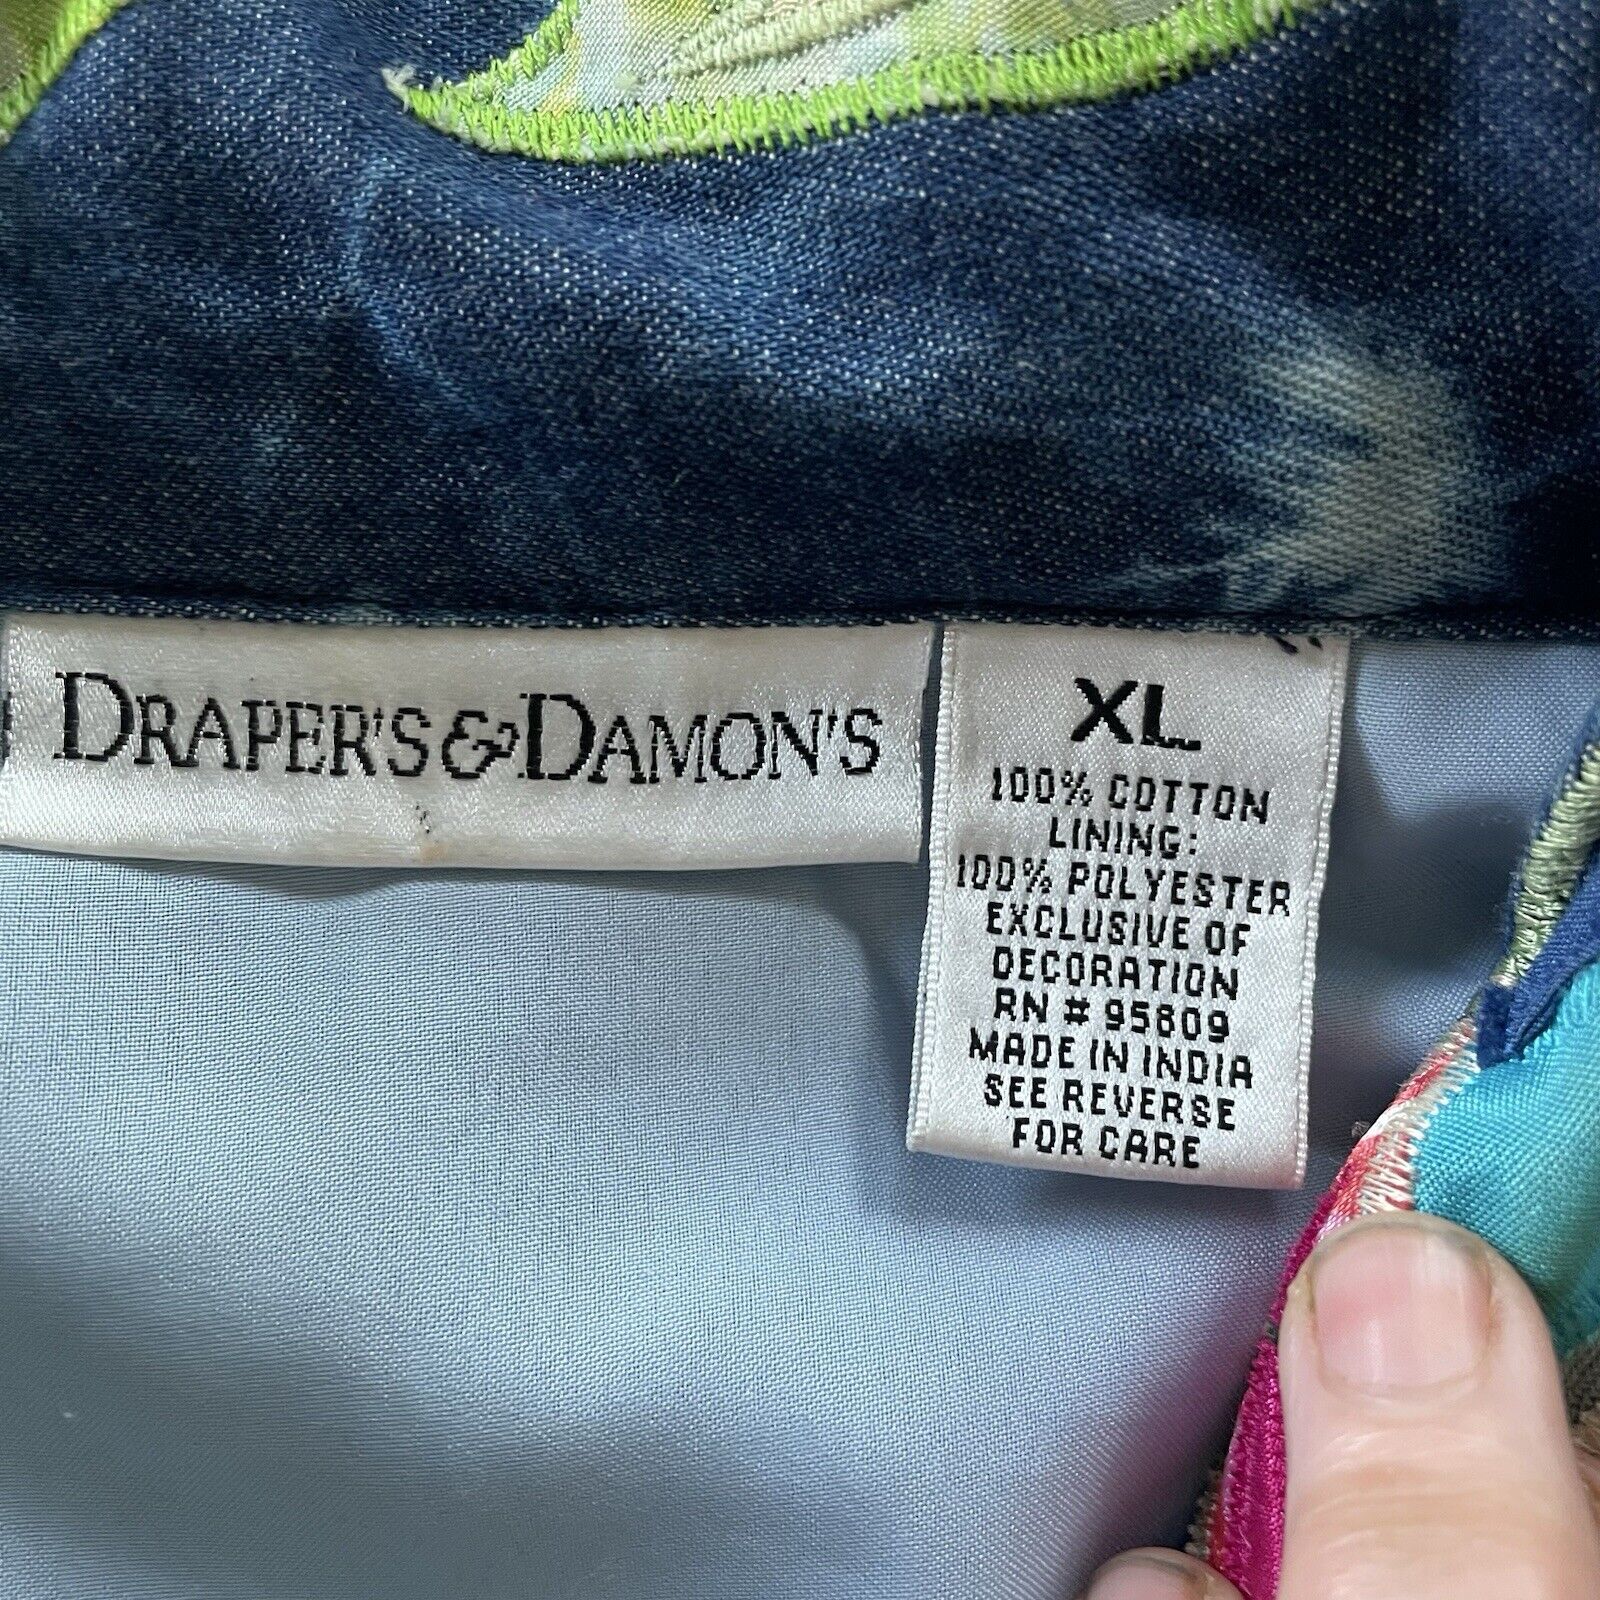 DRAPER'S & DAMON'S
XL
100% COTTON
LINING:
100% POLYESTER
EXCLUSIVE OF
DECORATION
RN # 95809
MADE IN INDIA
SEE REVERSE
FOR CARE